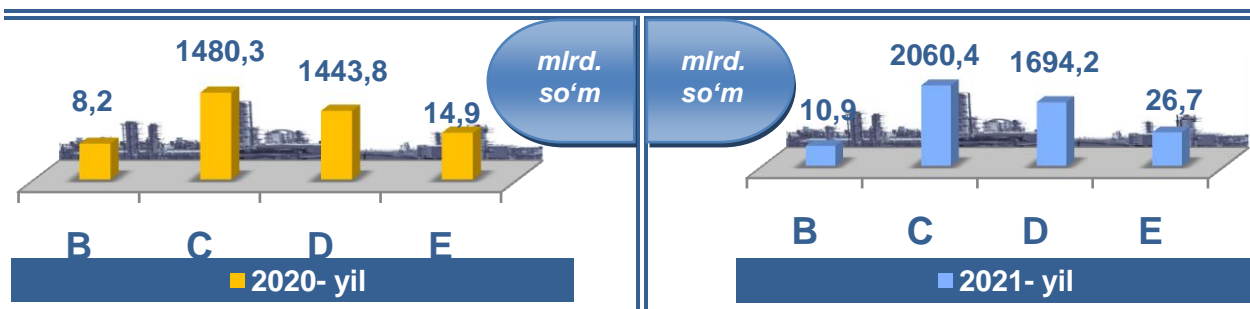 8,2
1480,3
1443,8
14,9
mlrd.
so‘m
B
C
D
E
2020- yil
mlrd.
so‘m
10,9
2060,4
1694,2
26,7
B
C
D
E
2021- yil